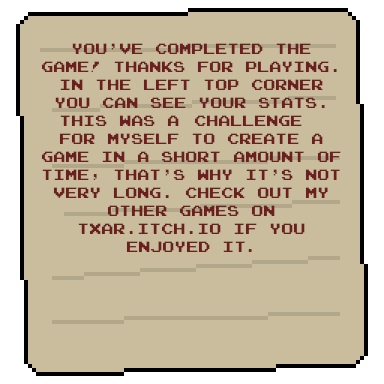 YOU'VE COMPLETED THE
GAME! THANKS FOR PLAYING.
IN THE LEFT TOP CORNER
YOU CAN SEE YOUR STATS.
THIS WAS A CHALLENGE
FOR MYSELF TO CREATE A
GAME IN A SHORT AMOUNT OF
TIME, THAT'S WHY IT'S NOT
VERY LONG. CHECK OUT MY
OTHER GAMES ON
TXAR.ITCH.IO IF YOU
ENJOYED IT.